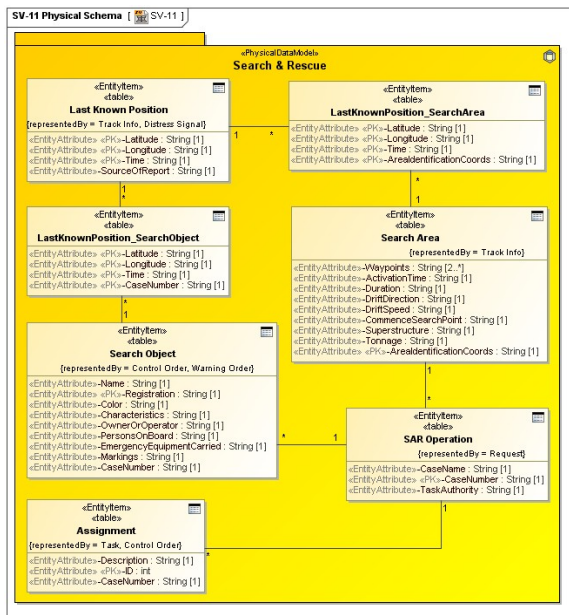 SV-11 Physical Schema [ SV-11 ]
«PhysicalDataModel»
Search & Rescue
«EntityItem»
«table»
Last Known Position
{representedBy = Track Info, Distress Signal}
«EntityAttribute» «PK»-Latitude : String [1]
«EntityAttribute» «PK»-Longitude : String [1]
«EntityAttribute» «PK»-Time : String [1]
«EntityAttribute»-SourceOfReport : String [1]
1
*
«EntityItem»
«table»
LastKnownPosition_SearchArea
«EntityAttribute» «PK»-Latitude : String [1]
«EntityAttribute» «PK»-Longitude : String [1]
«EntityAttribute» «PK»-Time : String [1]
«EntityAttribute» «PK»-AreaIdentificationCoords : String [1]
1
*
*
1
«EntityItem»
«table»
LastKnownPosition_SearchObject
«EntityAttribute» «PK»-Latitude : String [1]
«EntityAttribute» «PK»-Longitude : String [1]
«EntityAttribute» «PK»-Time : String [1]
«EntityAttribute» «PK»-CaseNumber : String [1]
«EntityItem»
«table»
Search Area
{representedBy = Track Info}
«EntityAttribute»-Waypoints : String [2..*]
«EntityAttribute»-ActivationTime : String [1]
«EntityAttribute»-Duration : String [1]
«EntityAttribute»-DriftDirection : String [1]
«EntityAttribute»-DriftSpeed : String [1]
«EntityAttribute»-CommenceSearchPoint : String [1]
«EntityAttribute»-Superstructure : String [1]
«EntityAttribute»-Tonnage : String [1]
«EntityAttribute» «PK»-AreaIdentificationCoords : String [1]
*
1
«EntityItem»
«table»
Search Object
{representedBy = Control Order, Warning Order}
«EntityAttribute»-Name : String [1]
«EntityAttribute» «PK»-Registration : String [1]
«EntityAttribute»-Color : String [1]
«EntityAttribute»-Characteristics : String [1]
«EntityAttribute»-OwnerOrOperator : String [1]
«EntityAttribute»-PersonsOnBoard : String [1]
«EntityAttribute»-EmergencyEquipmentCarried : String [1]
«EntityAttribute»-Markings : String [1]
«EntityAttribute»-CaseNumber : String [1]
1
*
*
1
«EntityItem»
«table»
SAR Operation
{representedBy = Request}
«EntityAttribute»-CaseName : String [1]
«EntityAttribute» «PK»-CaseNumber : String [1]
«EntityAttribute»-TaskAuthority : String [1]
1
*
«EntityItem»
«table»
Assignment
{representedBy = Task, Control Order}
«EntityAttribute»-Description : String [1]
«EntityAttribute» «PK»-ID : int
«EntityAttribute»-CaseNumber : String [1]